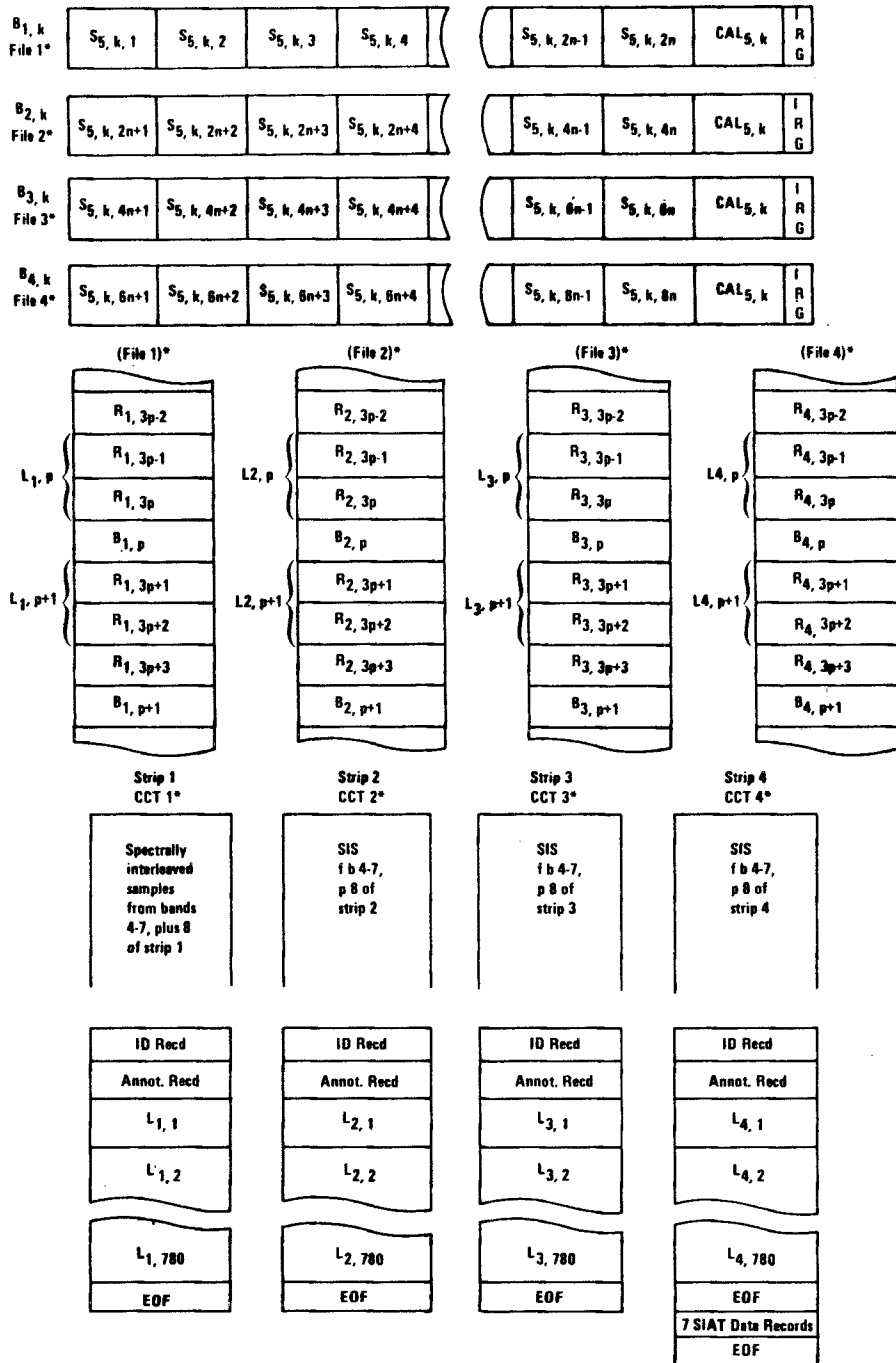 B1, k
File 1*
S5, k, 1 S5, k, 2 S5, k, 3 S5, k, 4 S5, k, 2n-1 S5, k, 2n CAL5, k I R G
B2, k
File 2*
S5, k, 2n+1 S5, k, 2n+2 S5, k, 2n+3 S5, k, 2n+4 S5, k, 4n-1 S5, k, 4n CAL5, k I R G
B3, k
File 3*
S5, k, 4n+1 S5, k, 4n+2 S5, k, 4n+3 S5, k, 4n+4 S5, k, 6n-1 S5, k, 6n CAL5, k I R G
B4, k
File 4*
S5, k, 6n+1 S5, k, 6n+2 S5, k, 6n+3 S5, k, 6n+4 S5, k, 8n-1 S5, k, 8n CAL5, k I R G
(File 1)* (File 2)* (File 3)* (File 4)*
R1, 3p-2 R2, 3p-2 R3, 3p-2 R4, 3p-2
L1, p R1, 3p-1 L2, p R2, 3p-1 L3, p R3, 3p-1 L4, p R4, 3p-1
R1, 3p R2, 3p R3, 3p R4, 3p
B1, p B2, p B3, p B4, p
L1, p+1 R1, 3p+1 L2, p+1 R2, 3p+1 L3, p+1 R3, 3p+1 L4, p+1 R4, 3p+1
R1, 3p+2 R2, 3p+2 R3, 3p+2 R4, 3p+2
R1, 3p+3 R2, 3p+3 R3, 3p+3 R4, 3p+3
B1, p+1 B2, p+1 B3, p+1 B4, p+1
Strip 1 Strip 2 Strip 3 Strip 4
CCT 1* CCT 2* CCT 3* CCT 4*
Spectrally SIS SIS SIS
interleaved f b 4-7, f b 4-7, f b 4-7,
samples p 8 of p 8 of p 8 of
from bands strip 2 strip 3 strip 4
4-7, plus 8
of strip 1
ID Recd ID Recd ID Recd ID Recd
Annot. Recd Annot. Recd Annot. Recd Annot. Recd
L1, 1 L2, 1 L3, 1 L4, 1
L1, 2 L2, 2 L3, 2 L4, 2
L1, 780 L2, 780 L3, 780 L4, 780
EOF EOF EOF EOF
7 SIAT Data Records
EOF